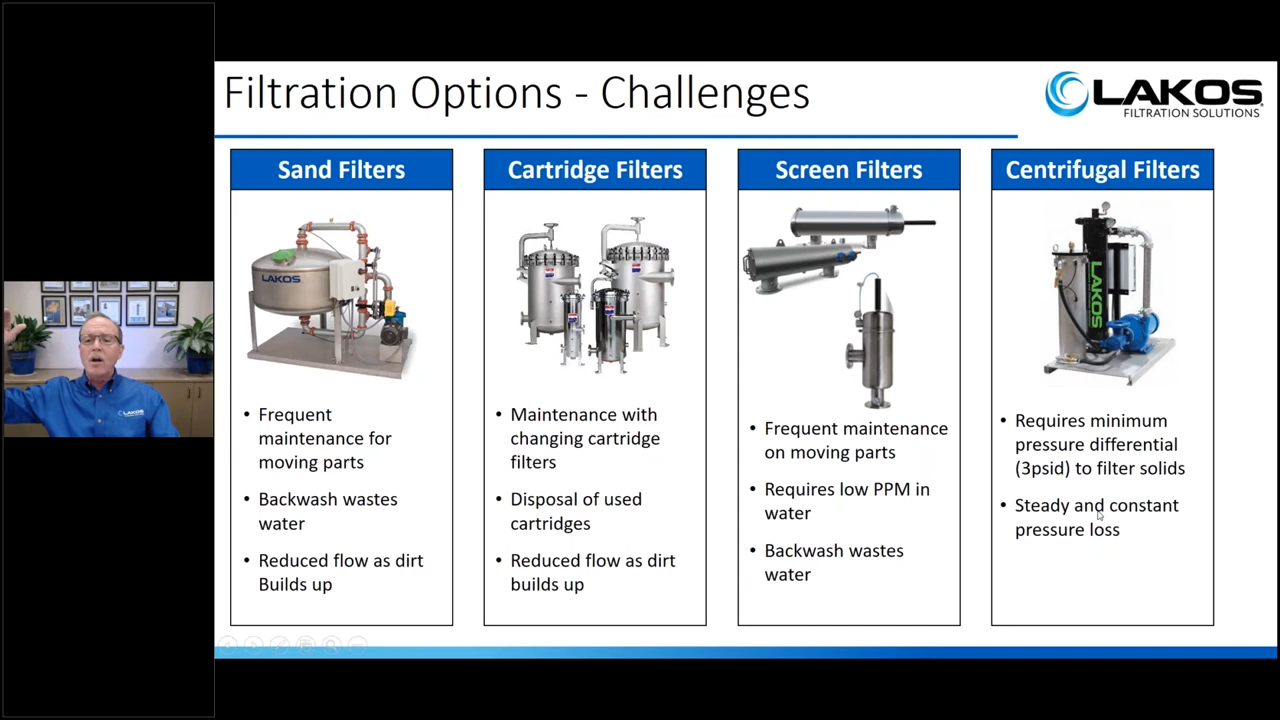 Filtration Options - Challenges
LAKOS
FILTRATION SOLUTIONS
Sand Filters
LAKOS
• Frequent
maintenance for
moving parts
• Backwash wastes
water
• Reduced flow as dirt
Builds up
Cartridge Filters
• Maintenance with
changing cartridge
filters
• Disposal of used
cartridges
• Reduced flow as dirt
builds up
Screen Filters
• Frequent maintenance
on moving parts
• Requires low PPM in
water
• Backwash wastes
water
Centrifugal Filters
LAKOS
• Requires minimum
pressure differential
(3psid) to filter solids
• Steady and constant
pressure loss
LAKOS